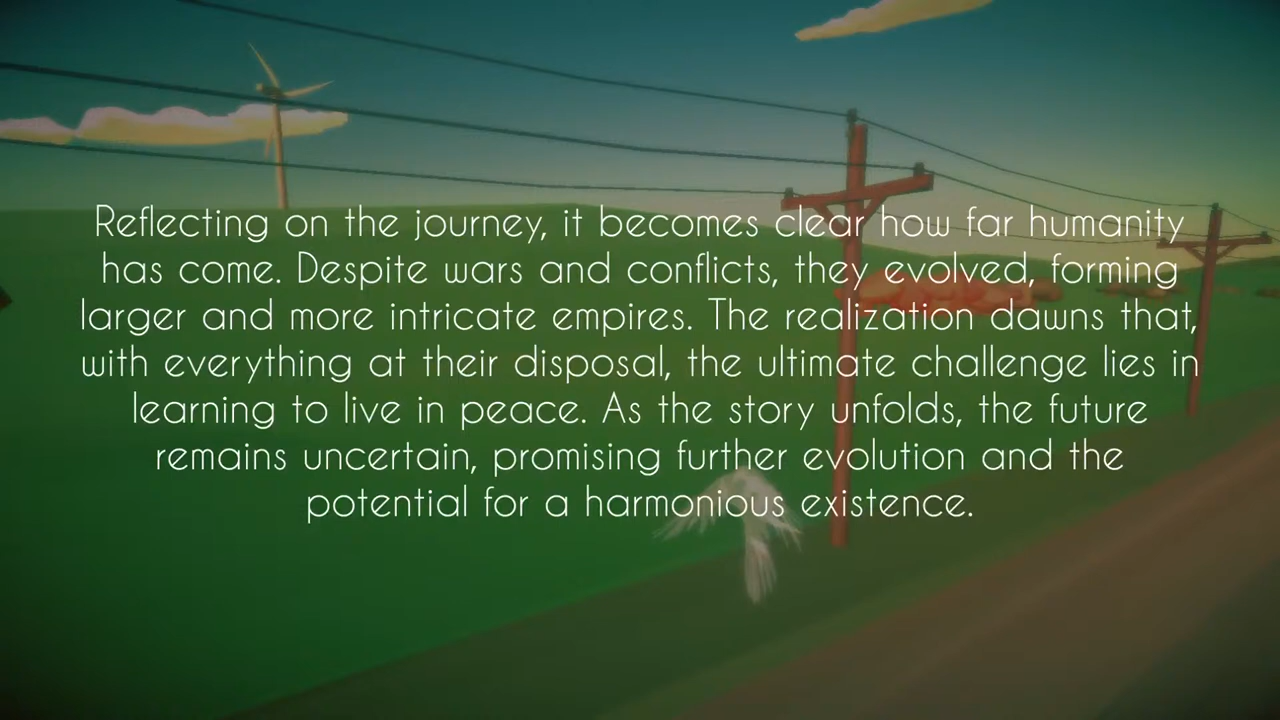 Reflecting on the journey, it becomes clear how far humanity
has come. Despite wars and conflicts, they evolved, forming
larger and more intricate empires. The realization dawns that,
with everything at their disposal, the ultimate challenge lies in
learning to live in peace. As the story unfolds, the future
remains uncertain, promising further evolution and the
potential for a harmonious existence.